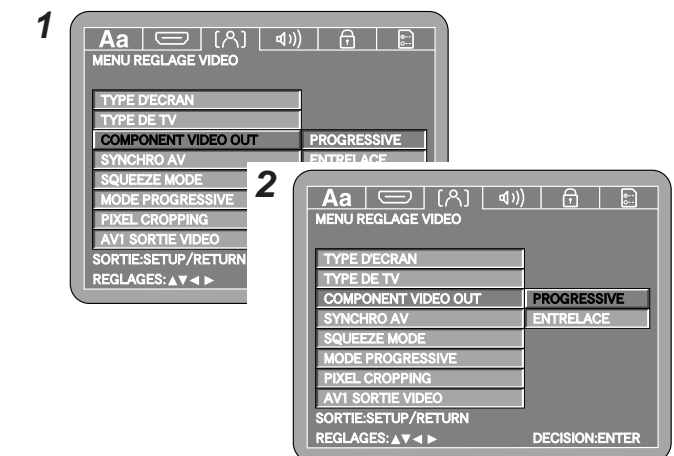 1
Aa
MENU REGLAGE VIDEO
TYPE D'ECRAN
TYPE DE TV
COMPONENT VIDEO OUT PROGRESSIVE
SYNCHRO AV ENTRELACE
SQUEEZE MODE
MODE PROGRESSIVE
PIXEL CROPPING
AV1 SORTIE VIDEO
SORTIE:SETUP/RETURN
REGLAGES:▲▼◄ ►
2
Aa
MENU REGLAGE VIDEO
TYPE D'ECRAN
TYPE DE TV
COMPONENT VIDEO OUT PROGRESSIVE
SYNCHRO AV ENTRELACE
SQUEEZE MODE
MODE PROGRESSIVE
PIXEL CROPPING
AV1 SORTIE VIDEO
SORTIE:SETUP/RETURN
REGLAGES:▲▼◄ ► DECISION:ENTER